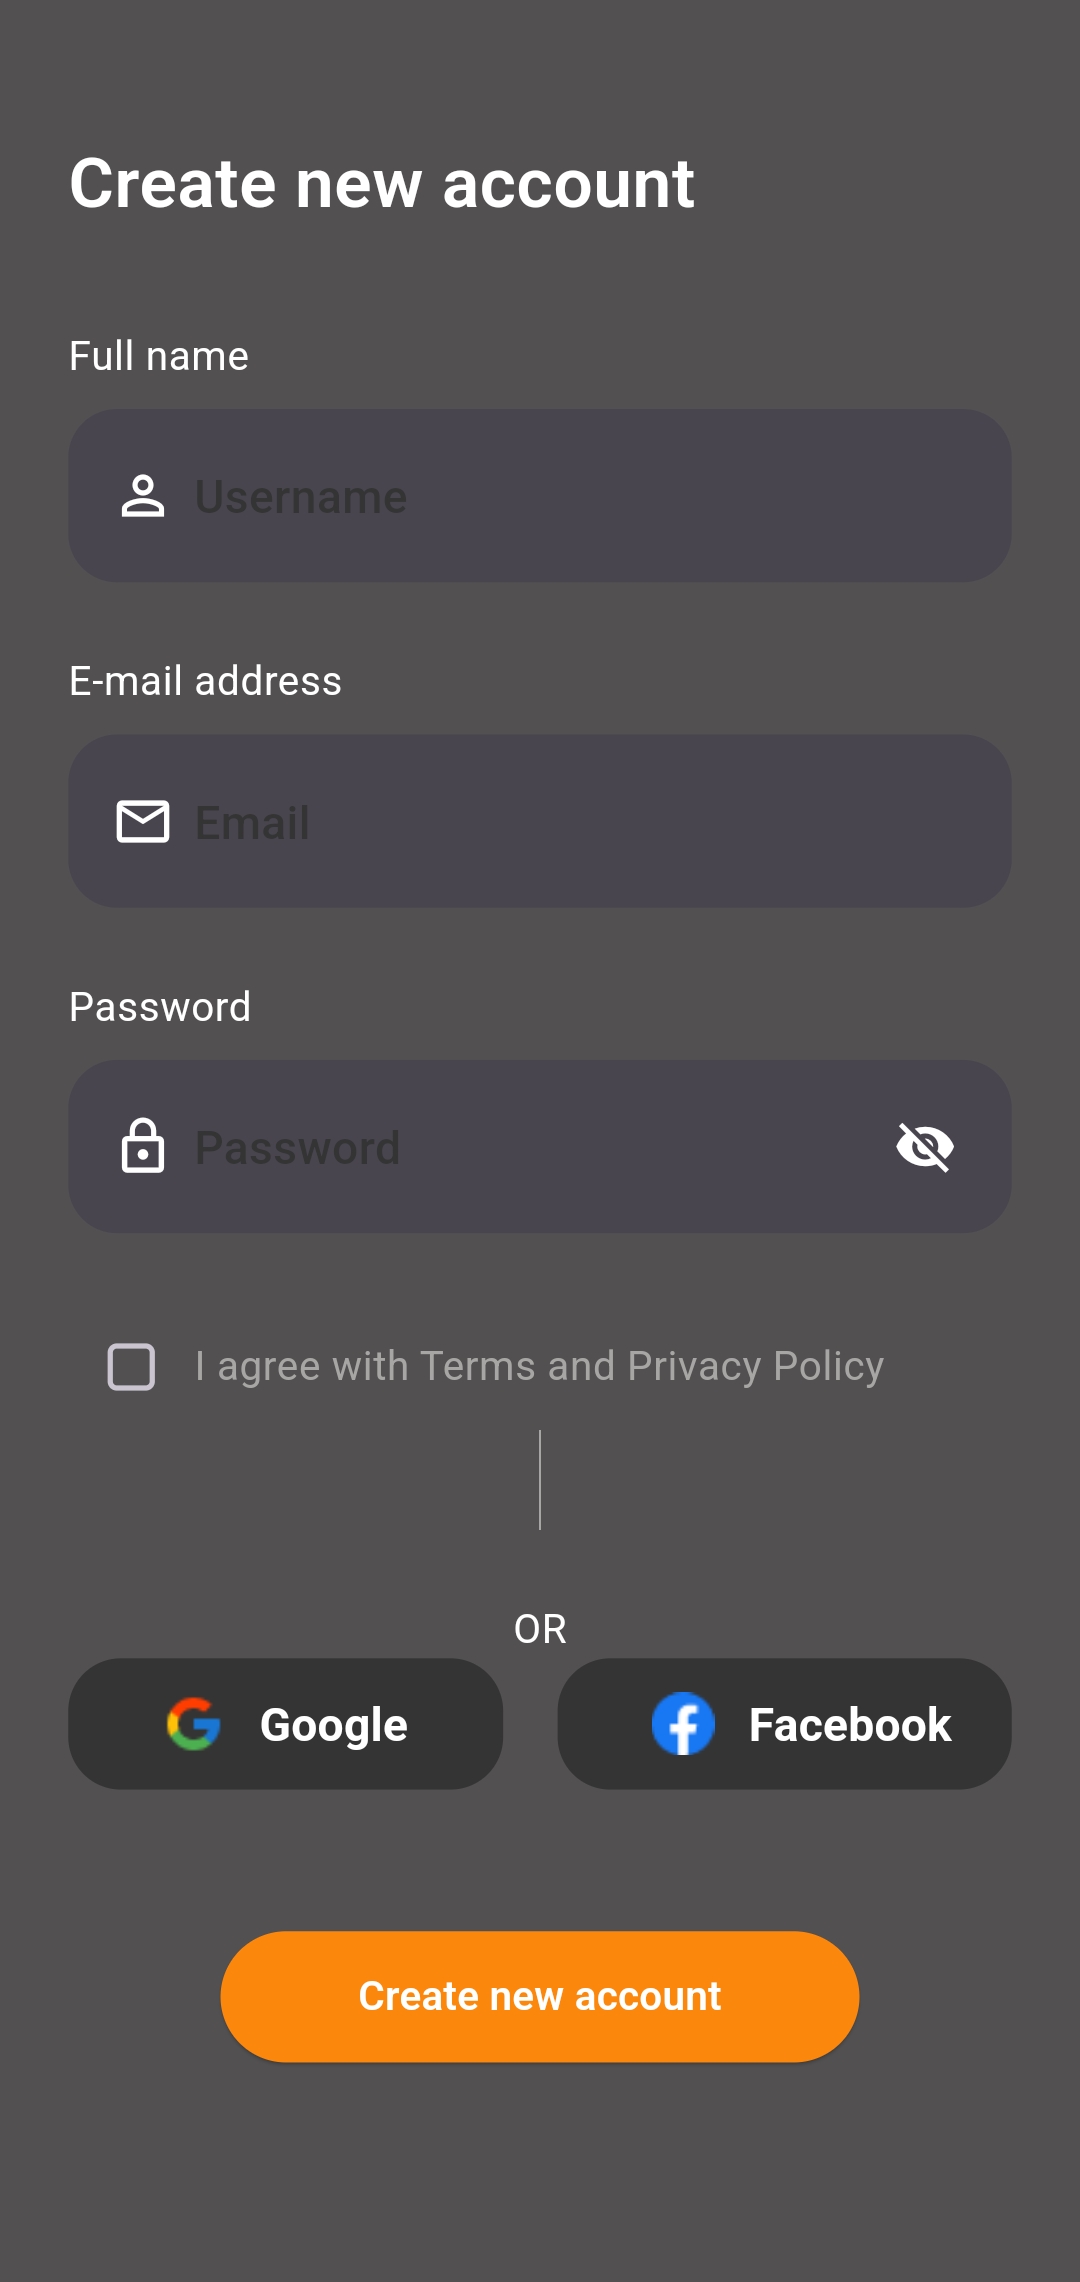 Create new account
Full name
Username
E-mail address
Email
Password
Password
I agree with Terms and Privacy Policy
OR
Google
Facebook
Create new account